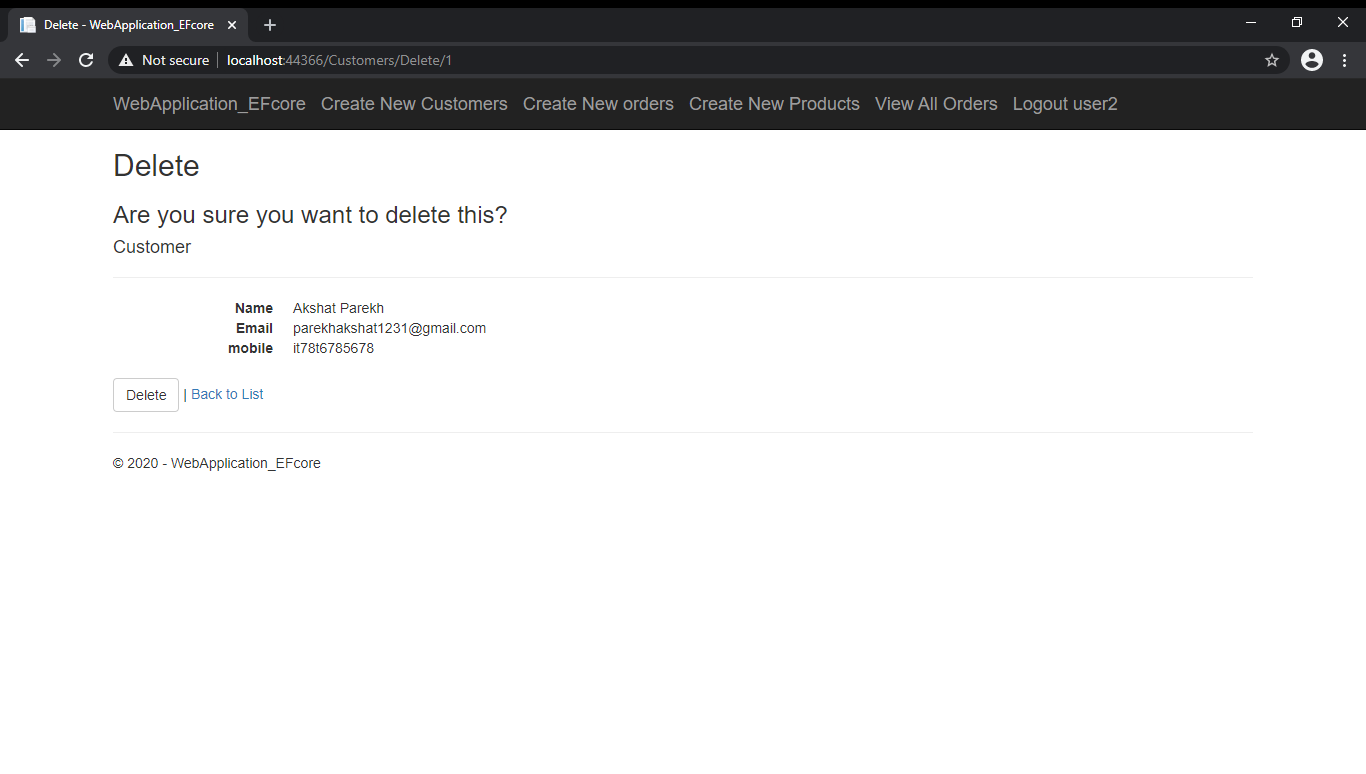 Delete - WebApplication_EFcore
Not secure localhost:44366/Customers/Delete/1
WebApplication_EFcore Create New Customers Create New orders Create New Products View All Orders Logout user2
Delete
Are you sure you want to delete this?
Customer
Name Akshat Parekh
Email parekhakshat1231@gmail.com
mobile it78t6785678
Delete | Back to List
© 2020 - WebApplication_EFcore